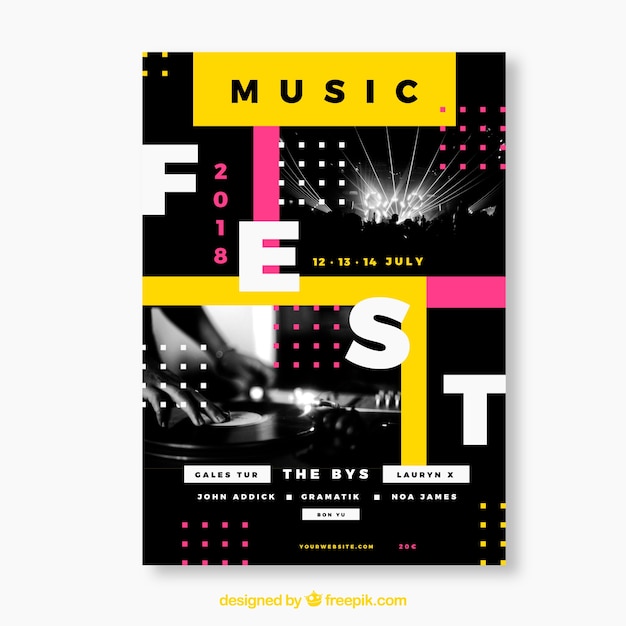 MUSIC
FEST
2018
12 · 13 · 14 JULY
GALES TUR THE BYS LAURYN X
JOHN ADDICK ■ GRAMATIK ■ NOA JAMES
BON YU
YOURWEBSITE.COM 20€
designed by freepik.com